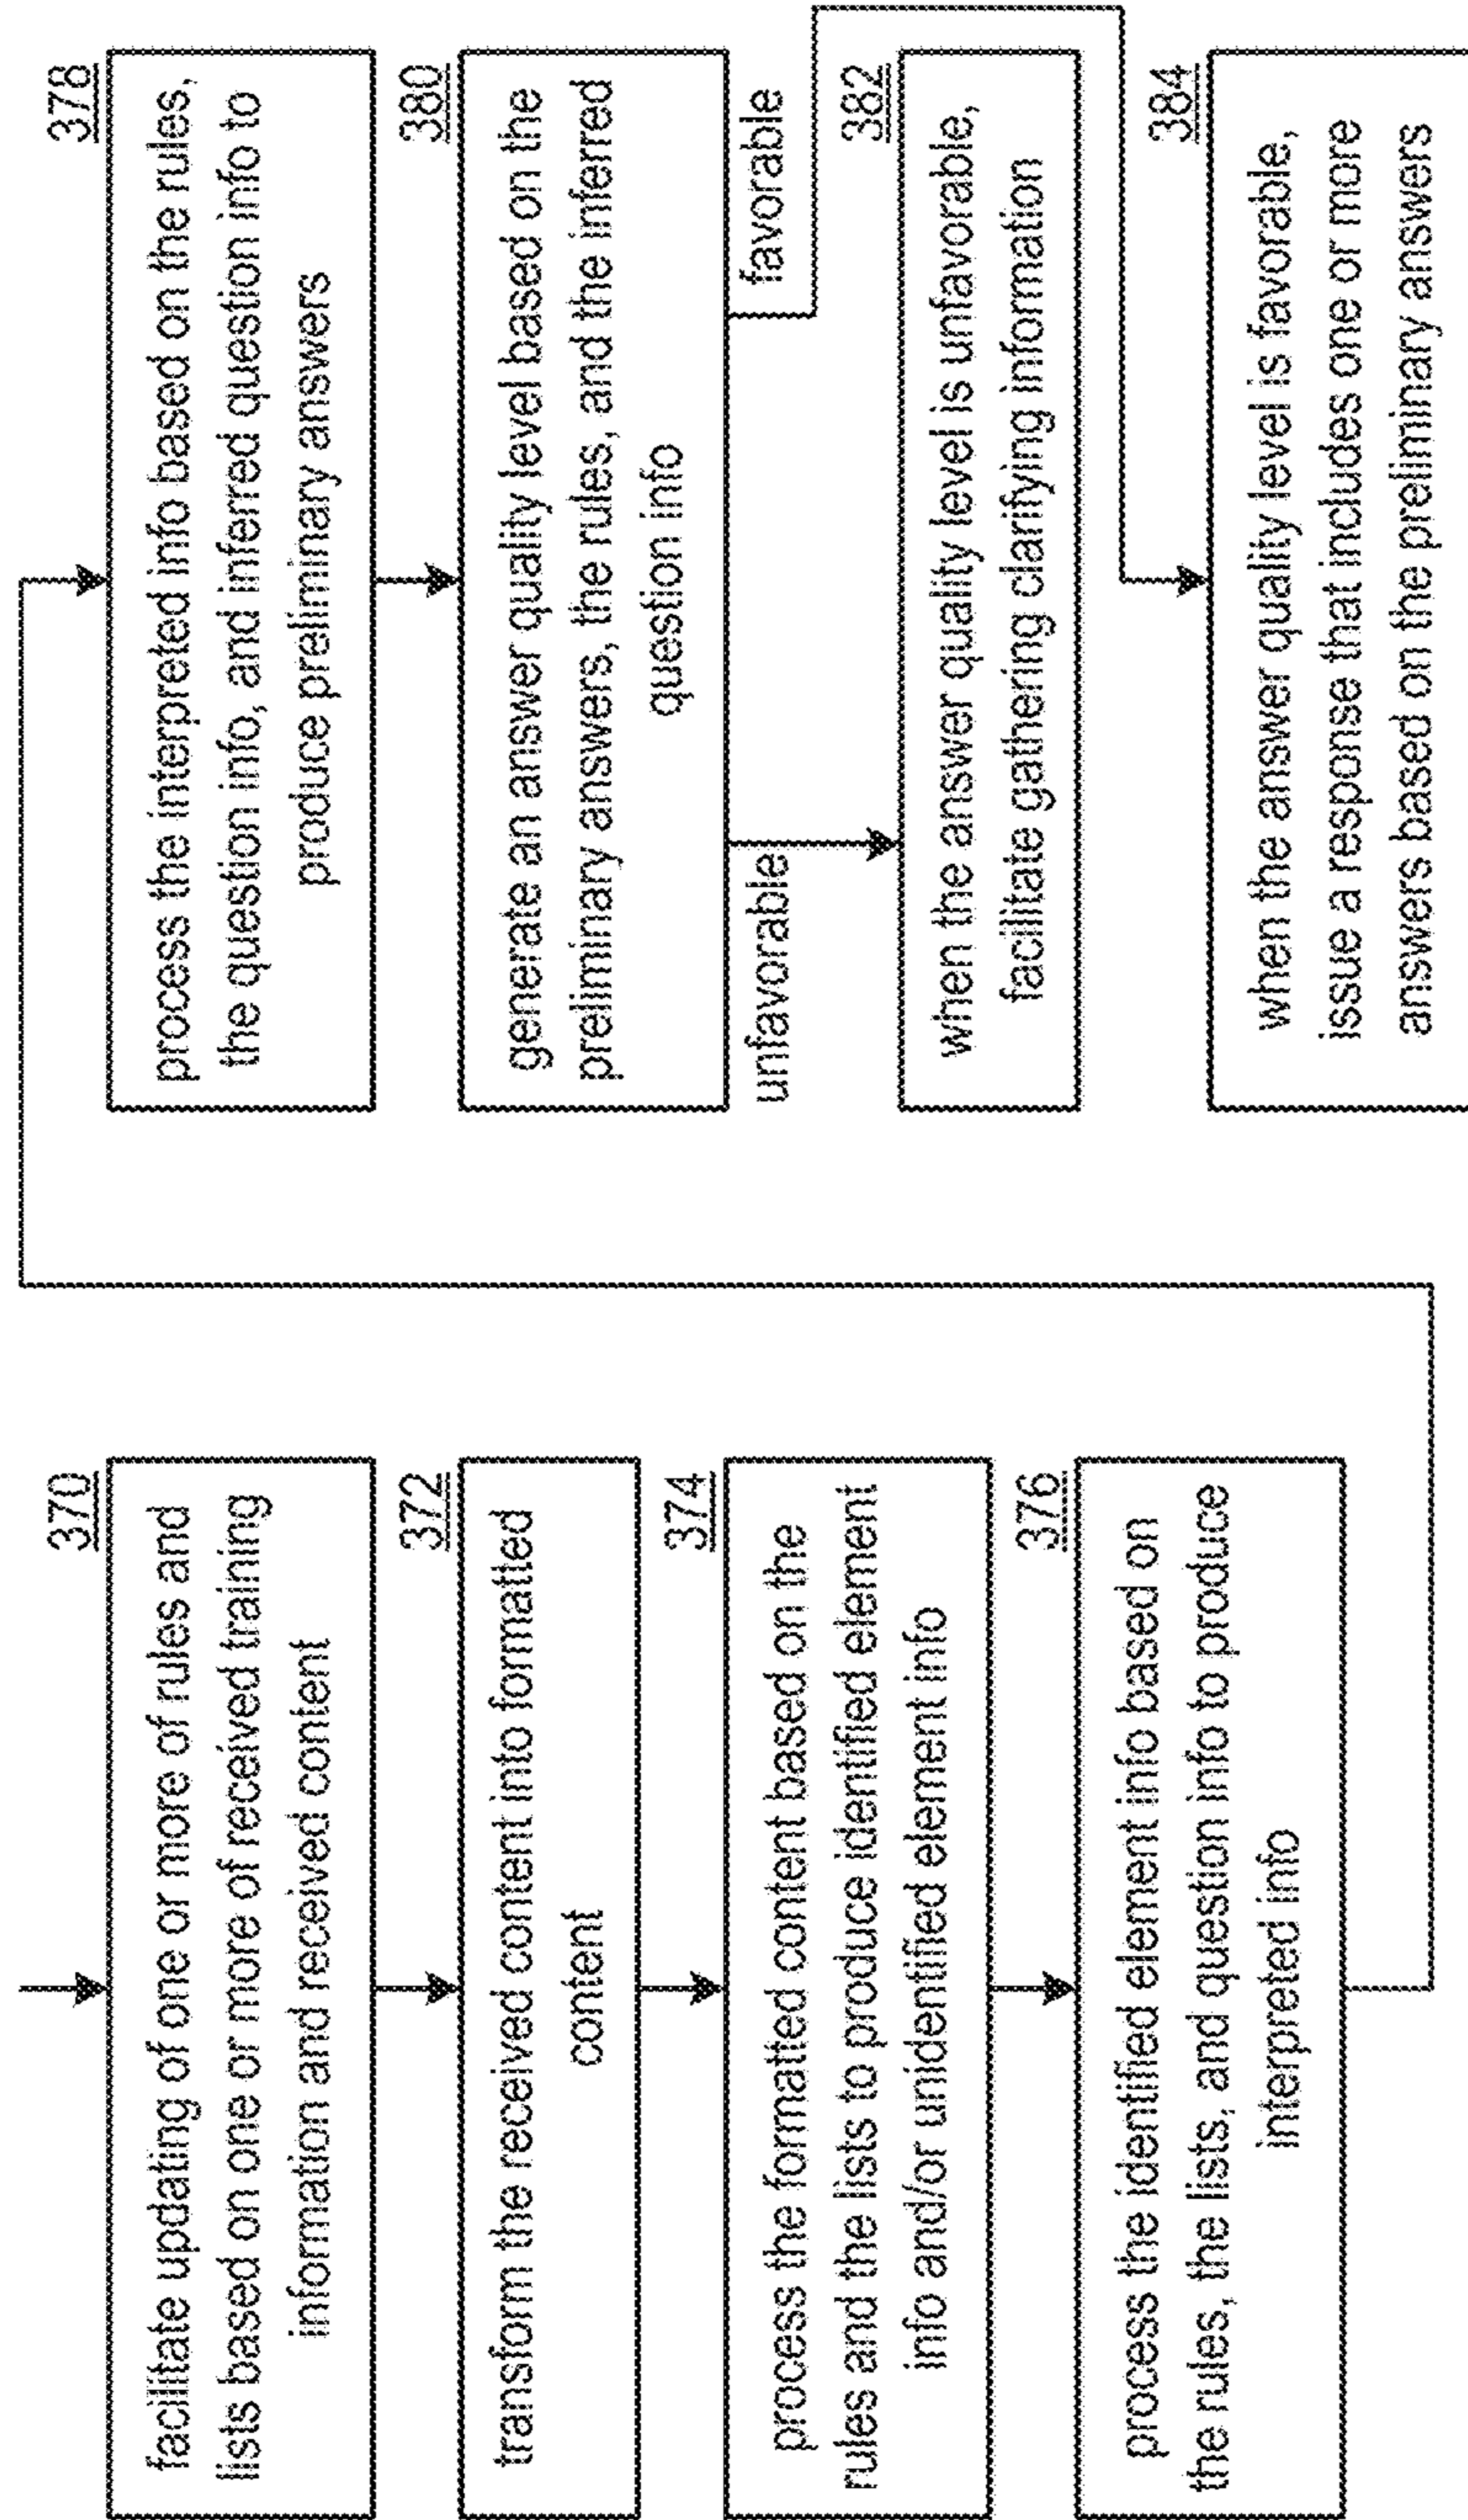 370
facilitate updating of one or more of rules and
lists based on one or more of received training
information and received content
372
transform the received content into formatted
content
374
process the formatted content based on the
rules and the lists to produce identified element
info and/or unidentified element info
376
process the identified element info based on
the rules, the lists, and question info to produce
interpreted info
378
process the interpreted info based on the rules,
the question info, and inferred question info to
produce preliminary answers
380
generate an answer quality level based on the
preliminary answers, the rules, and the inferred
question info
unfavorable
favorable
382
when the answer quality level is unfavorable,
facilitate gathering clarifying information
384
when the answer quality level is favorable,
issue a response that includes one or more
answers based on the preliminary answers